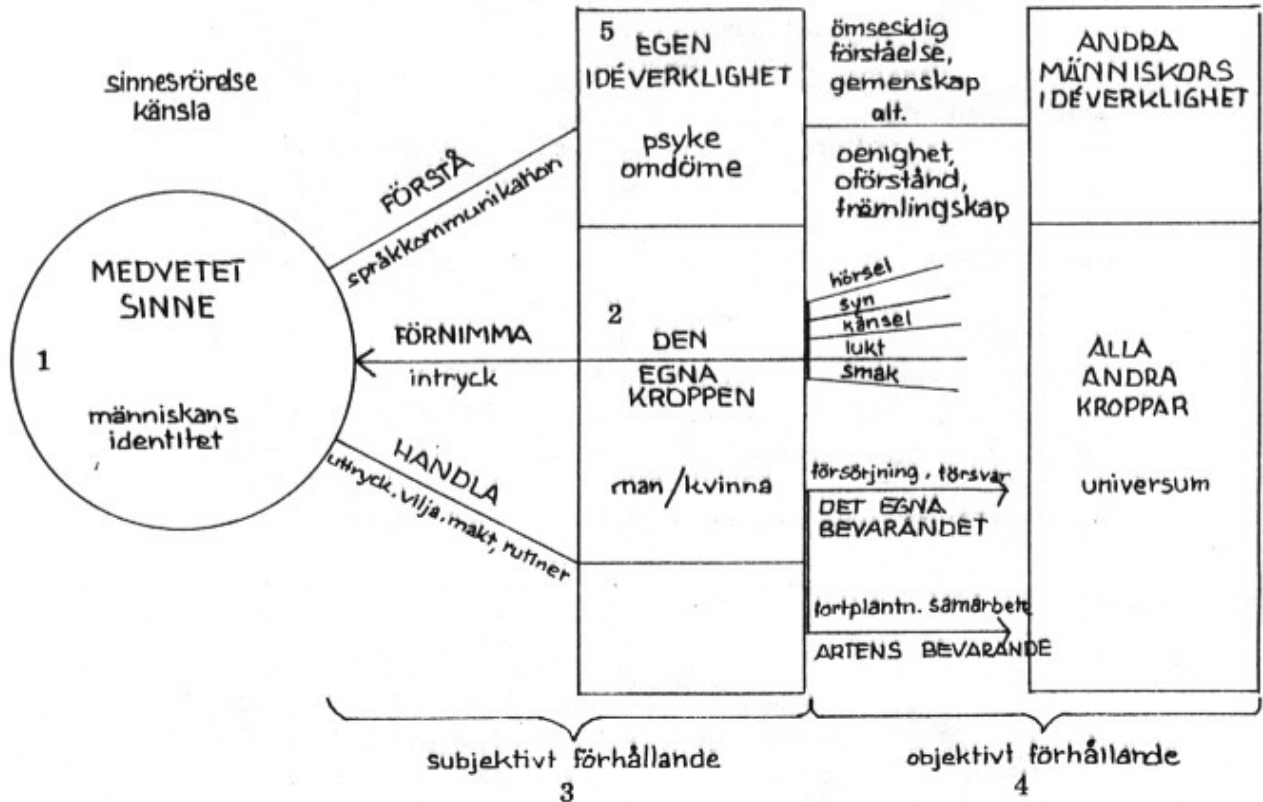 sinnesrörelse
känsla
MEDVETET
SINNE
1
människans
identitet
FÖRSTÅ
språkkommunikation
FÖRNIMMA
intryck
HANDLA
uttryck, vilja, makt, rutiner
5
EGEN
IDÉVERKLIGHET
psyke
omdöme
2
DEN
EGNA
KROPPEN
man/kvinna
ömsesidig
förståelse,
gemenskap
alt.
oenighet,
oförstånd,
främlingskap
hörsel
syn
känsel
lukt
smak
försörjning, försvar
DET EGNA
BEVARANDET
fortplantn. samarbete
ARTENS BEVARANDE
ANDRA
MÄNNISKORS
IDÉVERKLIGHET
ALLA
ANDRA
KROPPAR
universum
subjektivt förhållande
3
objektivt förhållande
4